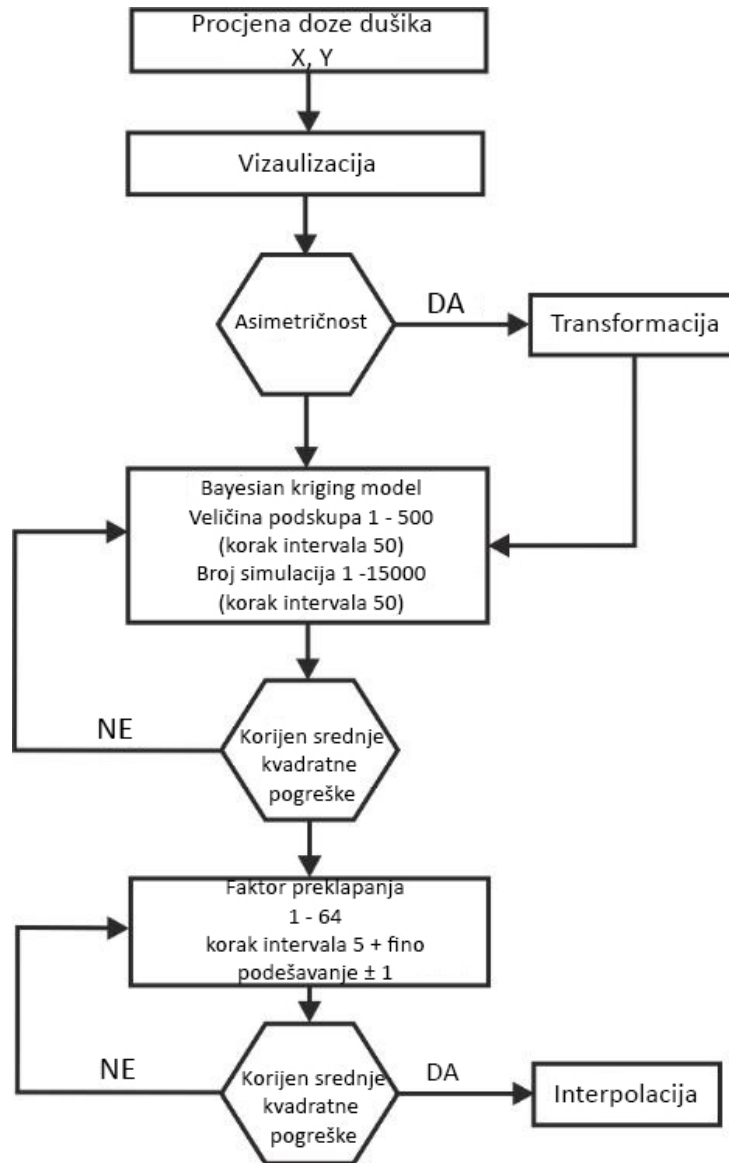 Procjena doze dušika
X, Y
Vizaulizacija
Asimetričnost
DA
Transformacija
Bayesian kriging model
Veličina podskupa 1 - 500
(korak intervala 50)
Broj simulacija 1 -15000
(korak intervala 50)
NE
Korijen srednje
kvadratne
pogreške
Faktor preklapanja
1 - 64
korak intervala 5 + fino
podešavanje ± 1
NE
Korijen srednje
kvadratne
pogreške
DA
Interpolacija